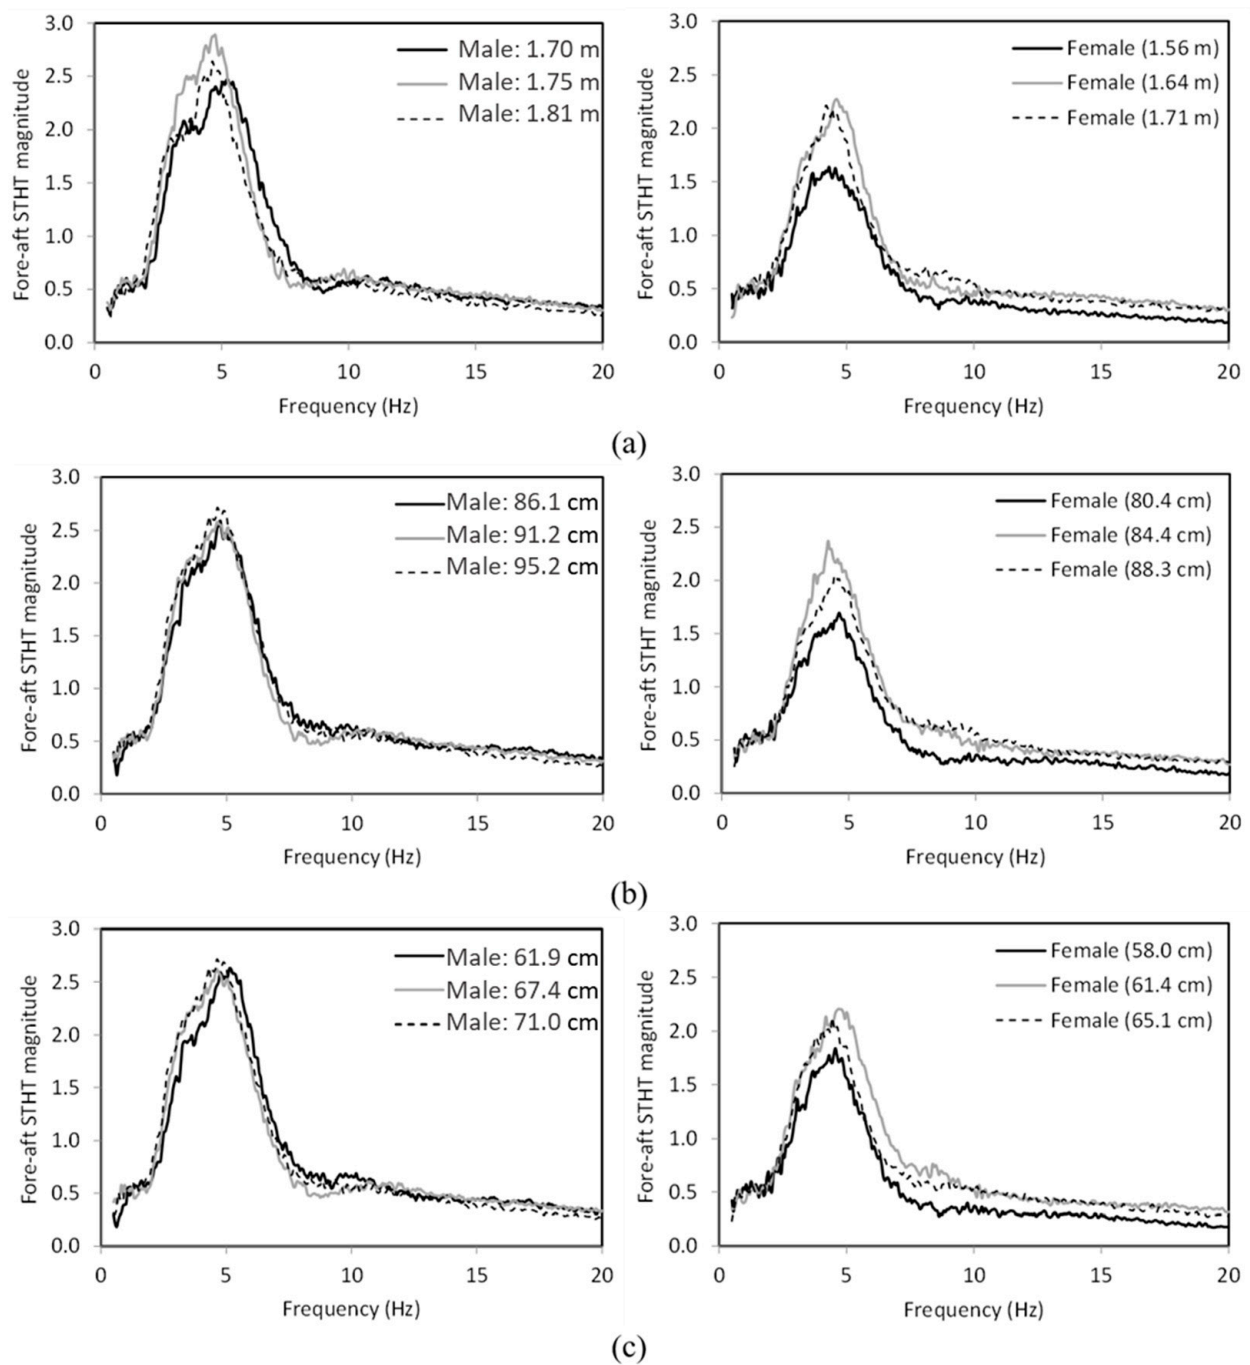 Fore-aft STHT magnitude
3.0
2.5
2.0
1.5
1.0
0.5
0.0
Male: 1.70 m
Male: 1.75 m
Male: 1.81 m
0 5 10 15 20
Frequency (Hz)
Fore-aft STHT magnitude
3.0
2.5
2.0
1.5
1.0
0.5
0.0
Female (1.56 m)
Female (1.64 m)
Female (1.71 m)
0 5 10 15 20
Frequency (Hz)
(a)
Fore-aft STHT magnitude
3.0
2.5
2.0
1.5
1.0
0.5
0.0
Male: 86.1 cm
Male: 91.2 cm
Male: 95.2 cm
0 5 10 15 20
Frequency (Hz)
Fore-aft STHT magnitude
3.0
2.5
2.0
1.5
1.0
0.5
0.0
Female (80.4 cm)
Female (84.4 cm)
Female (88.3 cm)
0 5 10 15 20
Frequency (Hz)
(b)
Fore-aft STHT magnitude
3.0
2.5
2.0
1.5
1.0
0.5
0.0
Male: 61.9 cm
Male: 67.4 cm
Male: 71.0 cm
0 5 10 15 20
Frequency (Hz)
Fore-aft STHT magnitude
3.0
2.5
2.0
1.5
1.0
0.5
0.0
Female (58.0 cm)
Female (61.4 cm)
Female (65.1 cm)
0 5 10 15 20
Frequency (Hz)
(c)